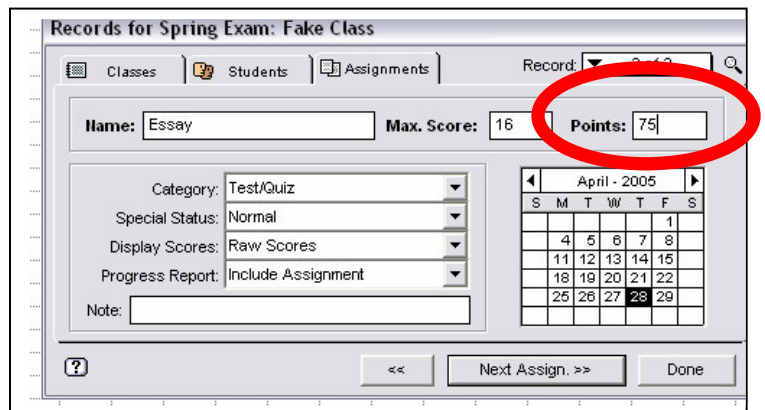 Records for Spring Exam: Fake Class
Classes Students Assignments Record:
Name: Essay Max. Score: 16 Points: 75
Category: Test/Quiz
Special Status: Normal
Display Scores: Raw Scores
Progress Report: Include Assignment
Note:
April - 2005
S M T W T F S
1
4 5 6 7 8
11 12 13 14 15
18 19 20 21 22
25 26 27 28 29
? << Next Assign. >> Done